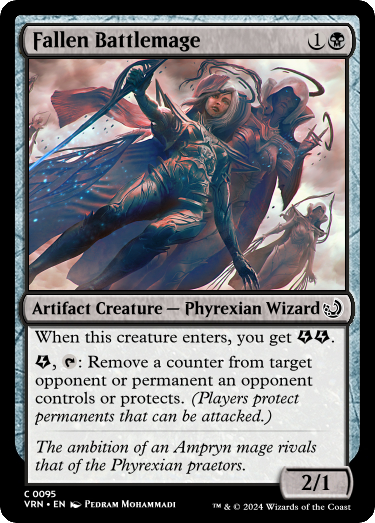 Fallen Battlemage 1
Artifact Creature — Phyrexian Wizard
When this creature enters, you get .
, : Remove a counter from target
opponent or permanent an opponent
controls or protects. (Players protect
permanents that can be attacked.)
The ambition of an Ampryn mage rivals
that of the Phyrexian praetors.
2/1
C 0095
VRN • EN Pedram Mohammadi
™ & © 2024 Wizards of the Coast